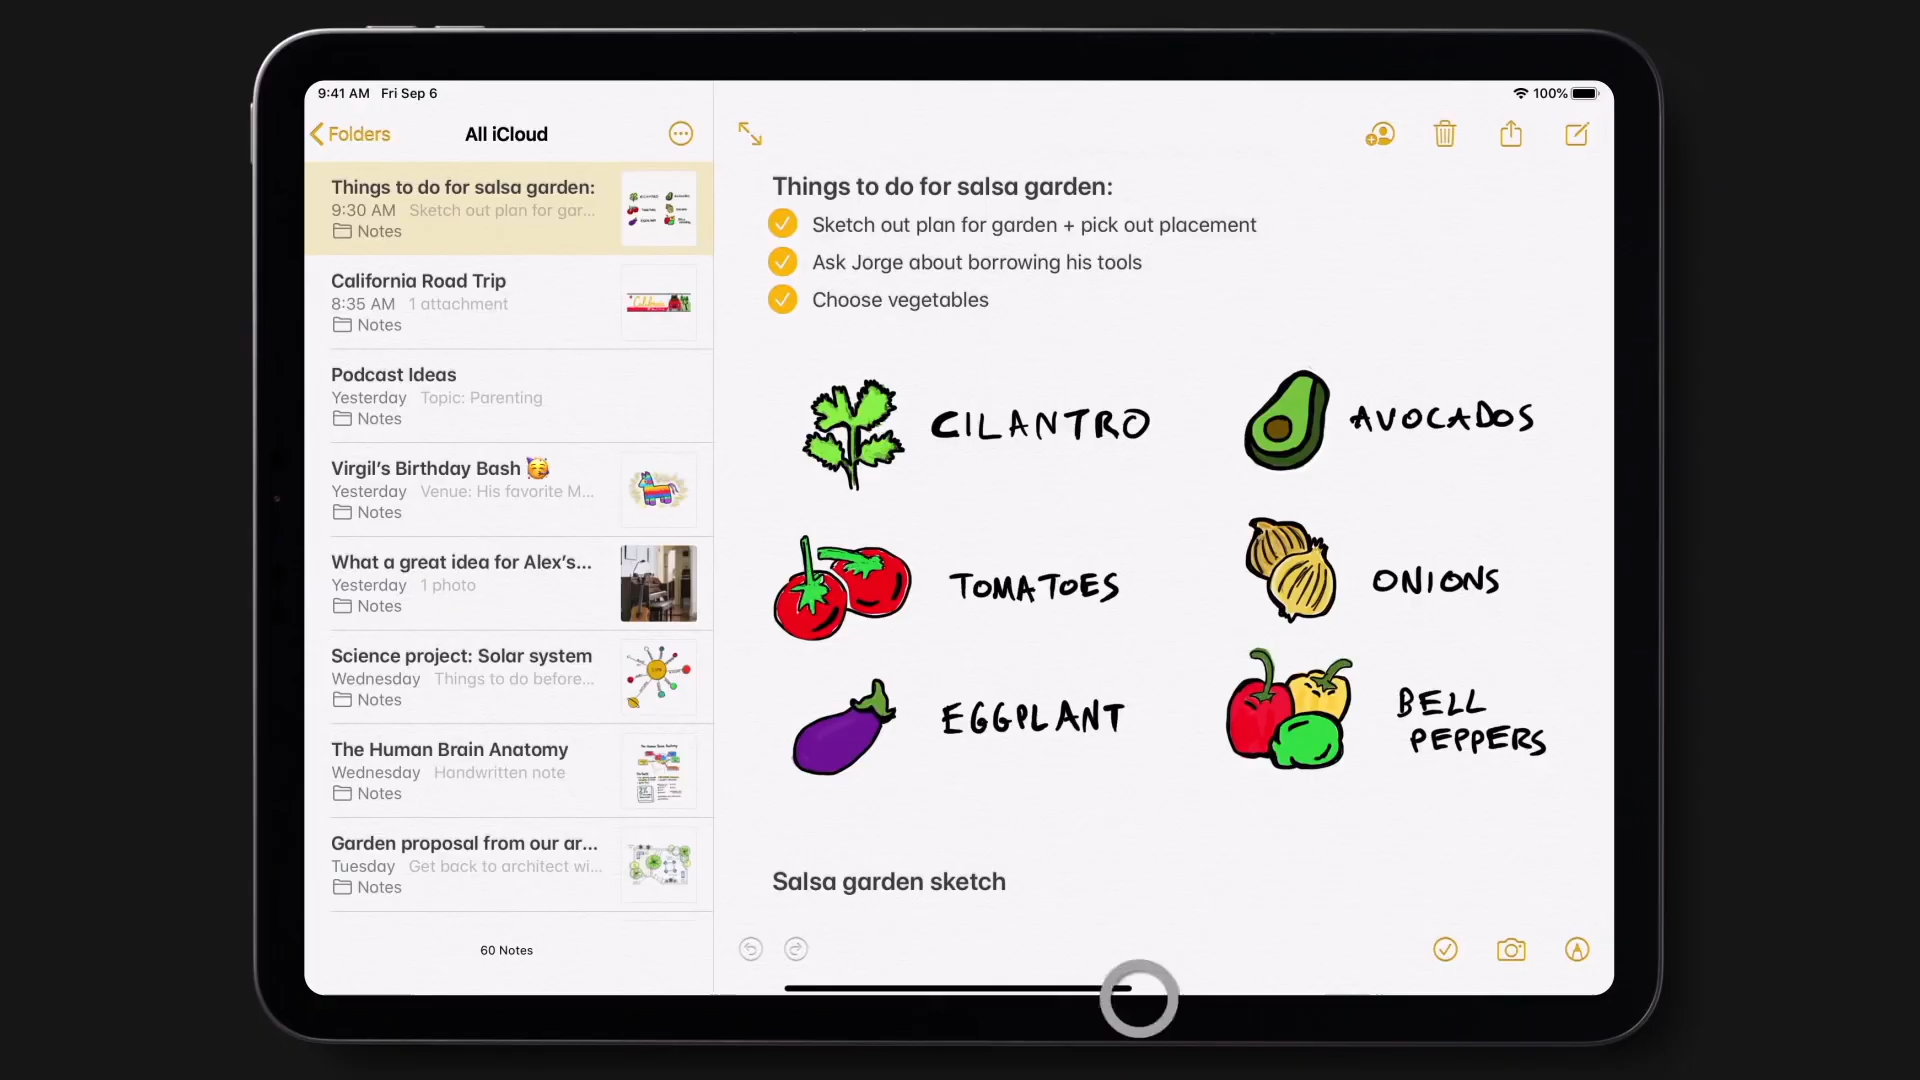 9:41 AM Fri Sep 6
100%
Folders
All iCloud
Things to do for salsa garden:
9:30 AM Sketch out plan for gar...
Notes
California Road Trip
8:35 AM 1 attachment
Notes
Podcast Ideas
Yesterday Topic: Parenting
Notes
Virgil's Birthday Bash 🥳
Yesterday Venue: His favorite M...
Notes
What a great idea for Alex's...
Yesterday 1 photo
Notes
Science project: Solar system
Wednesday Things to do before...
Notes
The Human Brain Anatomy
Wednesday Handwritten note
Notes
Garden proposal from our ar...
Tuesday Get back to architect wi...
Notes
60 Notes
Things to do for salsa garden:
Sketch out plan for garden + pick out placement
Ask Jorge about borrowing his tools
Choose vegetables
CILANTRO
AVOCADOS
TOMATOES
ONIONS
EGGPLANT
BELL
PEPPERS
Salsa garden sketch